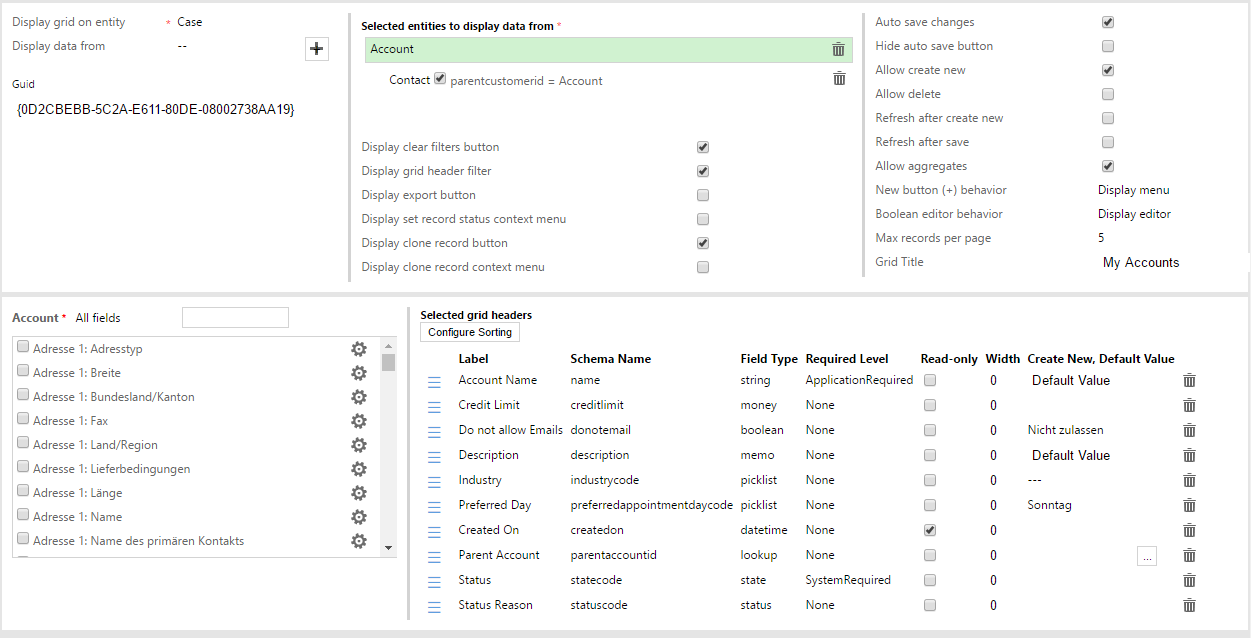 Display grid on entity * Case
Display data from --
Guid
{0D2CBEBB-5C2A-E611-80DE-08002738AA19}
Selected entities to display data from *
Account
Contact parentcustomerid = Account
Display clear filters button
Display grid header filter
Display export button
Display set record status context menu
Display clone record button
Display clone record context menu
Auto save changes
Hide auto save button
Allow create new
Allow delete
Refresh after create new
Refresh after save
Allow aggregates
New button (+) behavior Display menu
Boolean editor behavior Display editor
Max records per page 5
Grid Title My Accounts
Account * All fields
Adresse 1: Adresstyp
Adresse 1: Breite
Adresse 1: Bundesland/Kanton
Adresse 1: Fax
Adresse 1: Land/Region
Adresse 1: Lieferbedingungen
Adresse 1: Länge
Adresse 1: Name
Adresse 1: Name des primären Kontakts
Selected grid headers
Configure Sorting
Label Schema Name Field Type Required Level Read-only Width Create New, Default Value
Account Name name string ApplicationRequired 0 Default Value
Credit Limit creditlimit money None 0
Do not allow Emails donotemail boolean None 0 Nicht zulassen
Description description memo None 0 Default Value
Industry industrycode picklist None 0 ---
Preferred Day preferredappointmentdaycode picklist None 0 Sonntag
Created On createdon datetime None 0
Parent Account parentaccountid lookup None 0 ...
Status statecode state SystemRequired 0
Status Reason statuscode status None 0